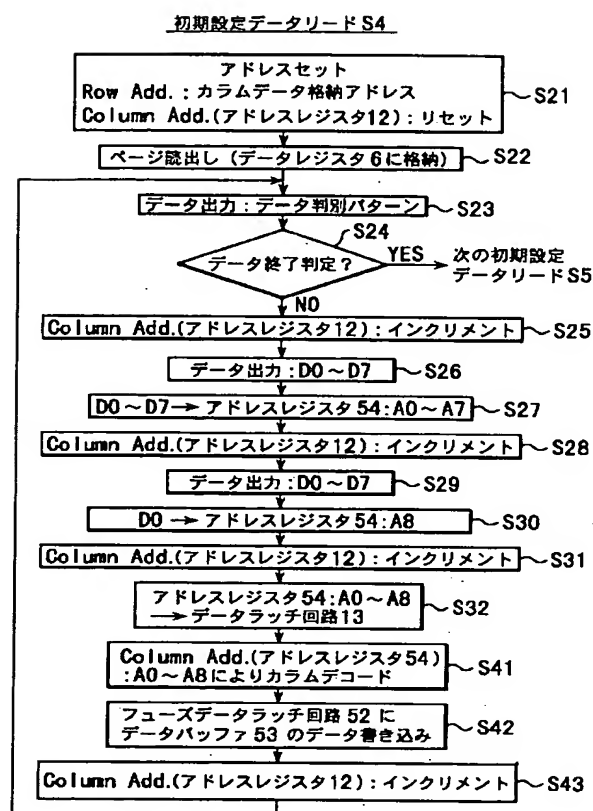 初期設定データリードS4
アドレスセット
Row Add.:カラムデータ格納アドレス
Column Add.(アドレスレジスタ12):リセット
S21
ページ読出し (データレジスタ6に格納)
S22
データ出力:データ判別パターン
S23
S24
データ終了判定?
YES
次の初期設定
データリードS5
NO
Column Add.(アドレスレジスタ12):インクリメント
S25
データ出力:D0~D7
S26
D0~D7→アドレスレジスタ54:A0~A7
S27
Column Add.(アドレスレジスタ12):インクリメント
S28
データ出力:D0~D7
S29
D0→アドレスレジスタ54:A8
S30
Column Add.(アドレスレジスタ12):インクリメント
S31
アドレスレジスタ54:A0~A8
→データラッチ回路13
S32
Column Add.(アドレスレジスタ54)
:A0~A8によりカラムデコード
S41
フューズデータラッチ回路52に
データバッファ53のデータ書き込み
S42
Column Add.(アドレスレジスタ12):インクリメント
S43